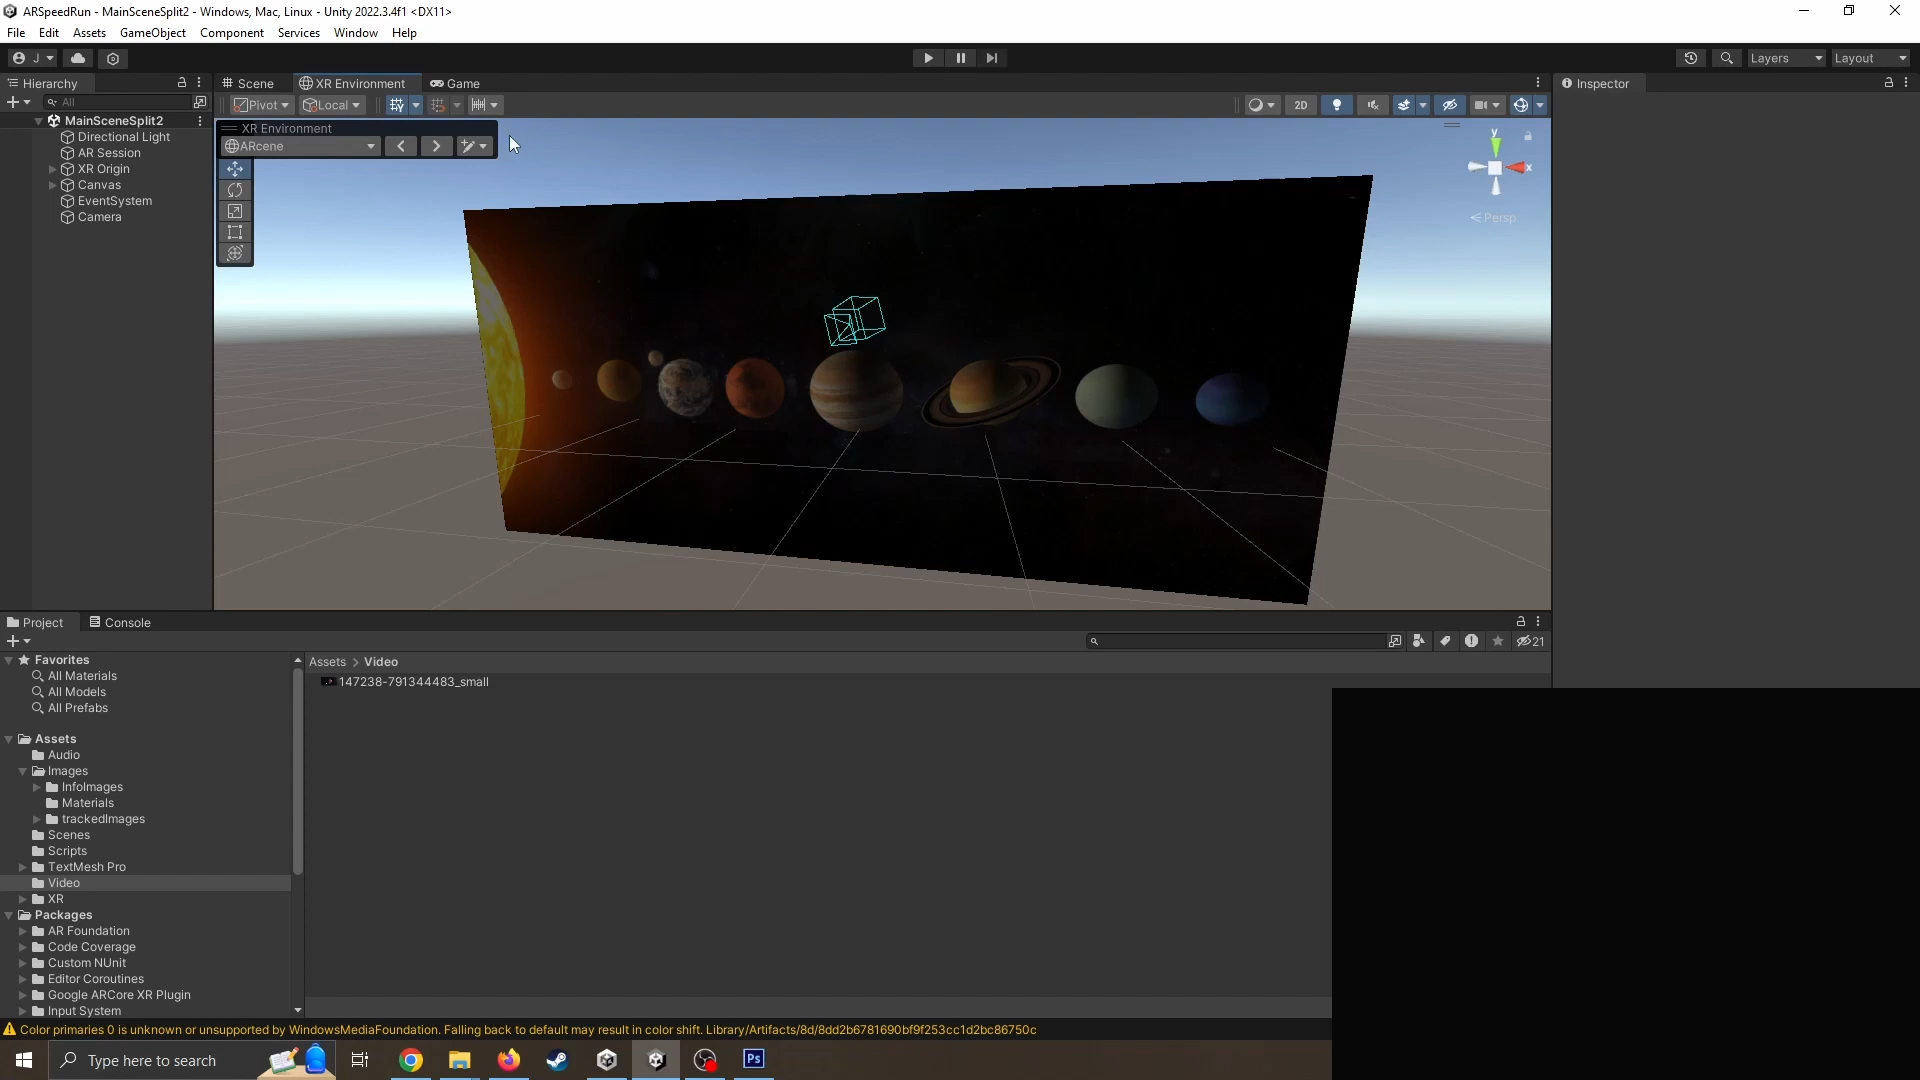 ARSpeedRun - MainSceneSplit2 - Windows, Mac, Linux - Unity 2022.3.4f1 <DX11>
File Edit Assets GameObject Component Services Window Help
J Layers Layout
Hierarchy Scene XR Environment Game Inspector
All Pivot Local 2D
MainSceneSplit2
Directional Light
AR Session
XR Origin
Canvas
EventSystem
Camera
XR Environment
ARcene
y
x
Persp
Project Console
21
Favorites
All Materials
All Models
All Prefabs
Assets
Audio
Images
InfoImages
Materials
trackedImages
Scenes
Scripts
TextMesh Pro
Video
XR
Packages
AR Foundation
Code Coverage
Custom NUnit
Editor Coroutines
Google ARCore XR Plugin
Input System
Assets > Video
147238-791344483_small
Color primaries 0 is unknown or unsupported by WindowsMediaFoundation. Falling back to default may result in color shift. Library/Artifacts/8d/8dd2b6781690bf9f253cc1d2bc86750c
Type here to search
Ps